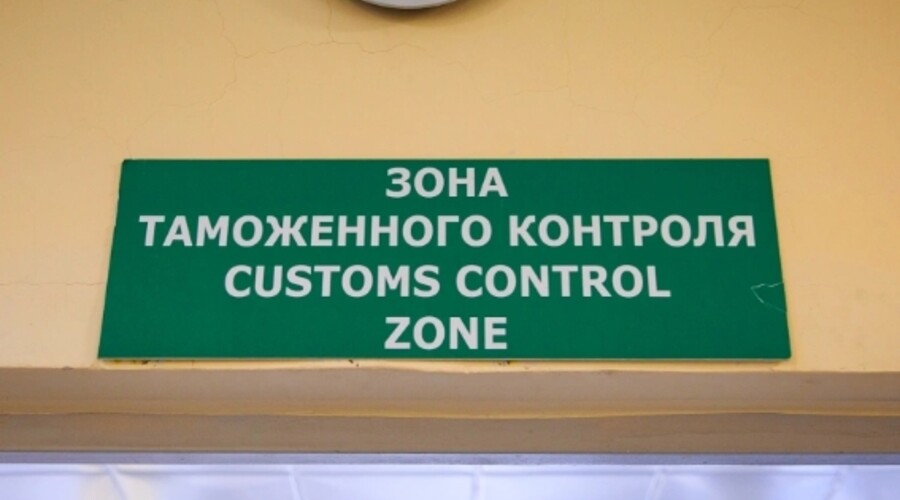 ЗОНА
ТАМОЖЕННОГО КОНТРОЛЯ
CUSTOMS CONTROL
ZONE